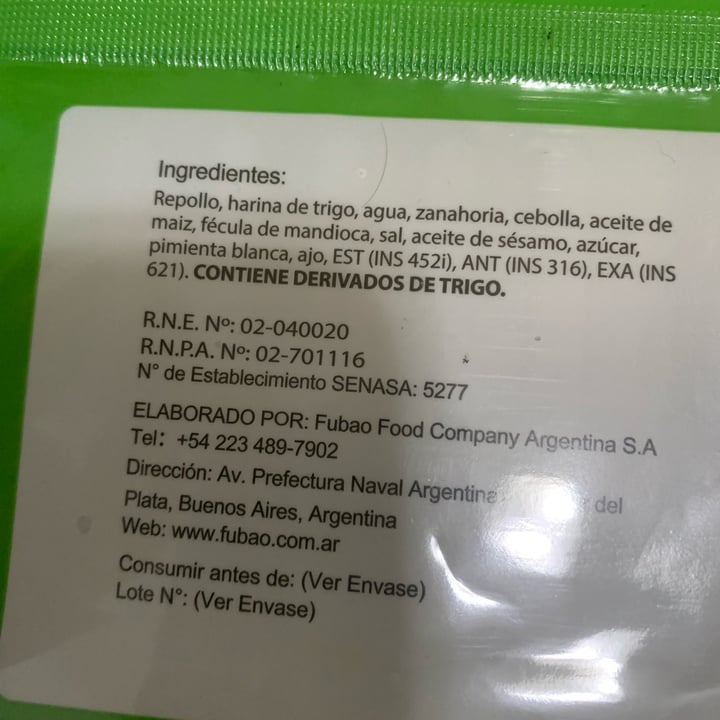 Ingredientes:
Repollo, harina de trigo, agua, zanahoria, cebolla, aceite de
maiz, fécula de mandioca, sal, aceite de sésamo, azúcar,
pimienta blanca, ajo, EST (INS 452i), ANT (INS 316), EXA (INS
621). CONTIENE DERIVADOS DE TRIGO.
R.N.E. Nº: 02-040020
R.N.P.A. Nº: 02-701116
N° de Establecimiento SENASA: 5277
ELABORADO POR: Fubao Food Company Argentina S.A
Tel: +54 223 489-7902
Dirección: Av. Prefectura Naval Argentina del
Plata, Buenos Aires, Argentina
Web: www.fubao.com.ar
Consumir antes de: (Ver Envase)
Lote N°: (Ver Envase)